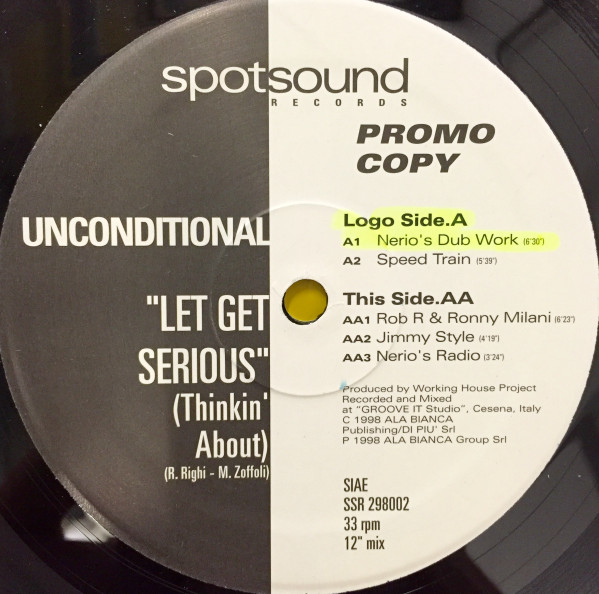 spotsound
RECORDS
PROMO
COPY
UNCONDITIONAL
"LET GET
SERIOUS"
(Thinkin'
About)
(R. Righi - M. Zoffoli)
Logo Side.A
A1 Nerio's Dub Work (6'30")
A2 Speed Train (5'39")
This Side.AA
AA1 Rob R & Ronny Milani (6'23")
AA2 Jimmy Style (4'19")
AA3 Nerio's Radio (3'24")
Produced by Working House Project
Recorded and Mixed
at "GROOVE IT Studio", Cesena, Italy
C 1998 ALA BIANCA
Publishing/DI PIU' Srl
P 1998 ALA BIANCA Group Srl
SIAE
SSR 298002
33 rpm
12" mix